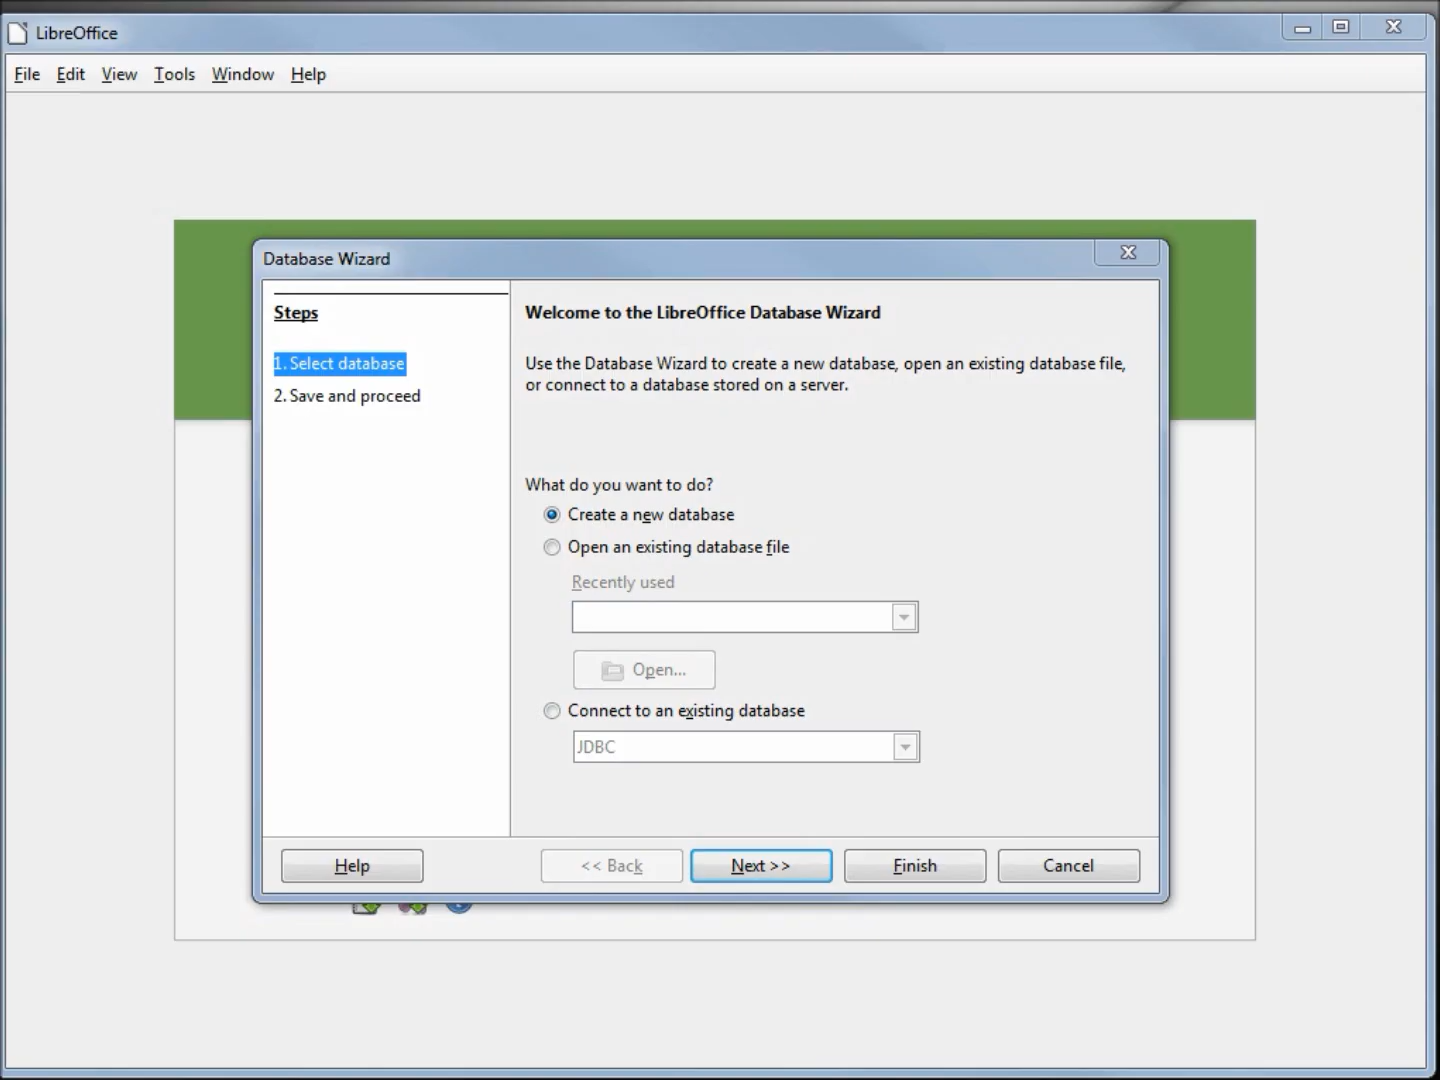 LibreOffice
File Edit View Tools Window Help
Database Wizard
Steps
1. Select database
2. Save and proceed
Welcome to the LibreOffice Database Wizard
Use the Database Wizard to create a new database, open an existing database file,
or connect to a database stored on a server.
What do you want to do?
Create a new database
Open an existing database file
Recently used
Open...
Connect to an existing database
JDBC
Help << Back Next >> Finish Cancel